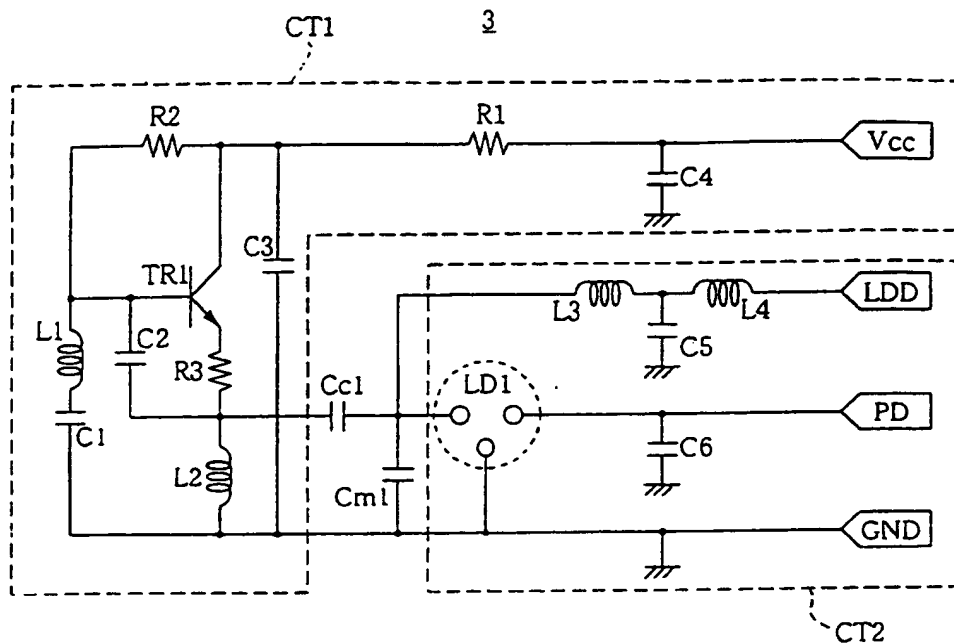 3
CT1
R2
R1
Vcc
C4
C3
TR1
L1
C2
R3
L3
L4
LDD
C5
LD1
Cc1
PD
C1
C6
L2
Cm1
GND
CT2